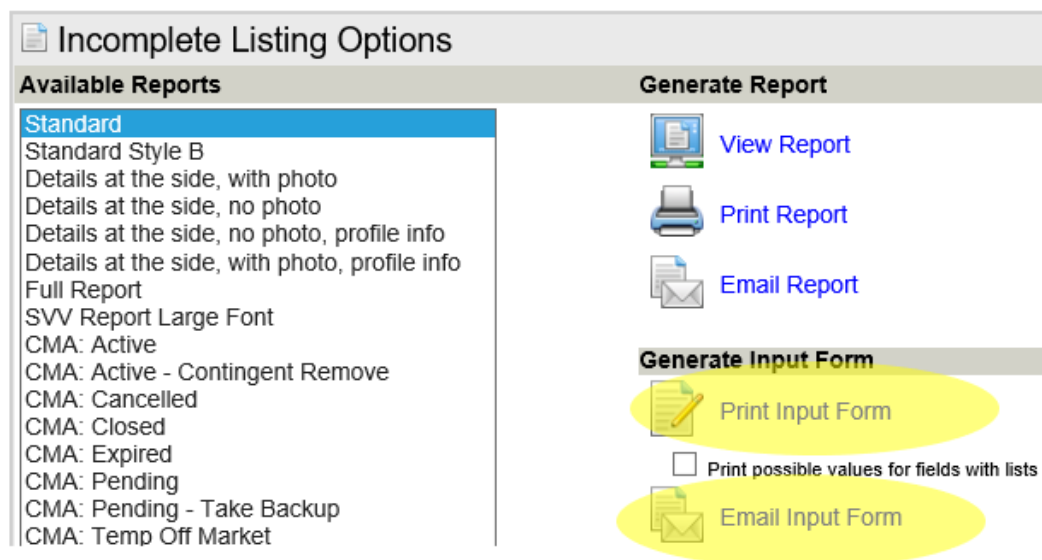 Incomplete Listing Options
Available Reports
Standard
Standard Style B
Details at the side, with photo
Details at the side, no photo
Details at the side, no photo, profile info
Details at the side, with photo, profile info
Full Report
SVV Report Large Font
CMA: Active
CMA: Active - Contingent Remove
CMA: Cancelled
CMA: Closed
CMA: Expired
CMA: Pending
CMA: Pending - Take Backup
CMA: Temp Off Market
Generate Report
View Report
Print Report
Email Report
Generate Input Form
Print Input Form
Print possible values for fields with lists
Email Input Form